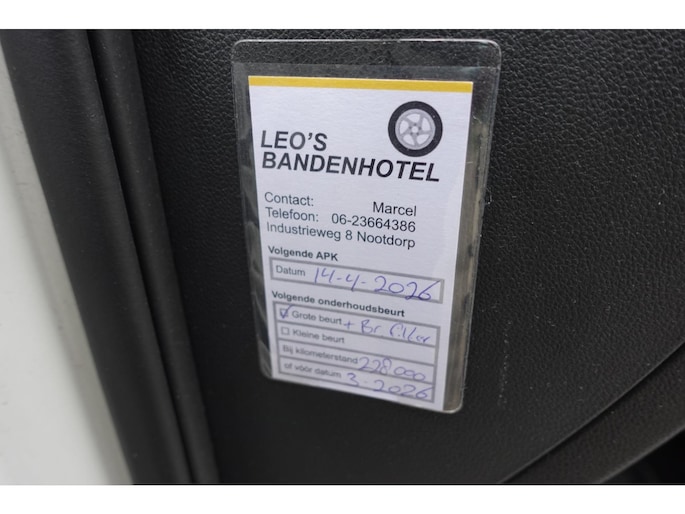 LEO'S
BANDENHOTEL
Contact: Marcel
Telefoon: 06-23664386
Industrieweg 8 Nootdorp
Volgende APK
Datum 14-4-2026
Volgende onderhoudsbeurt
Grote beurt + Br. filter
Kleine beurt
Bij kilometerstand 228.000
of vóór datum 3-2026